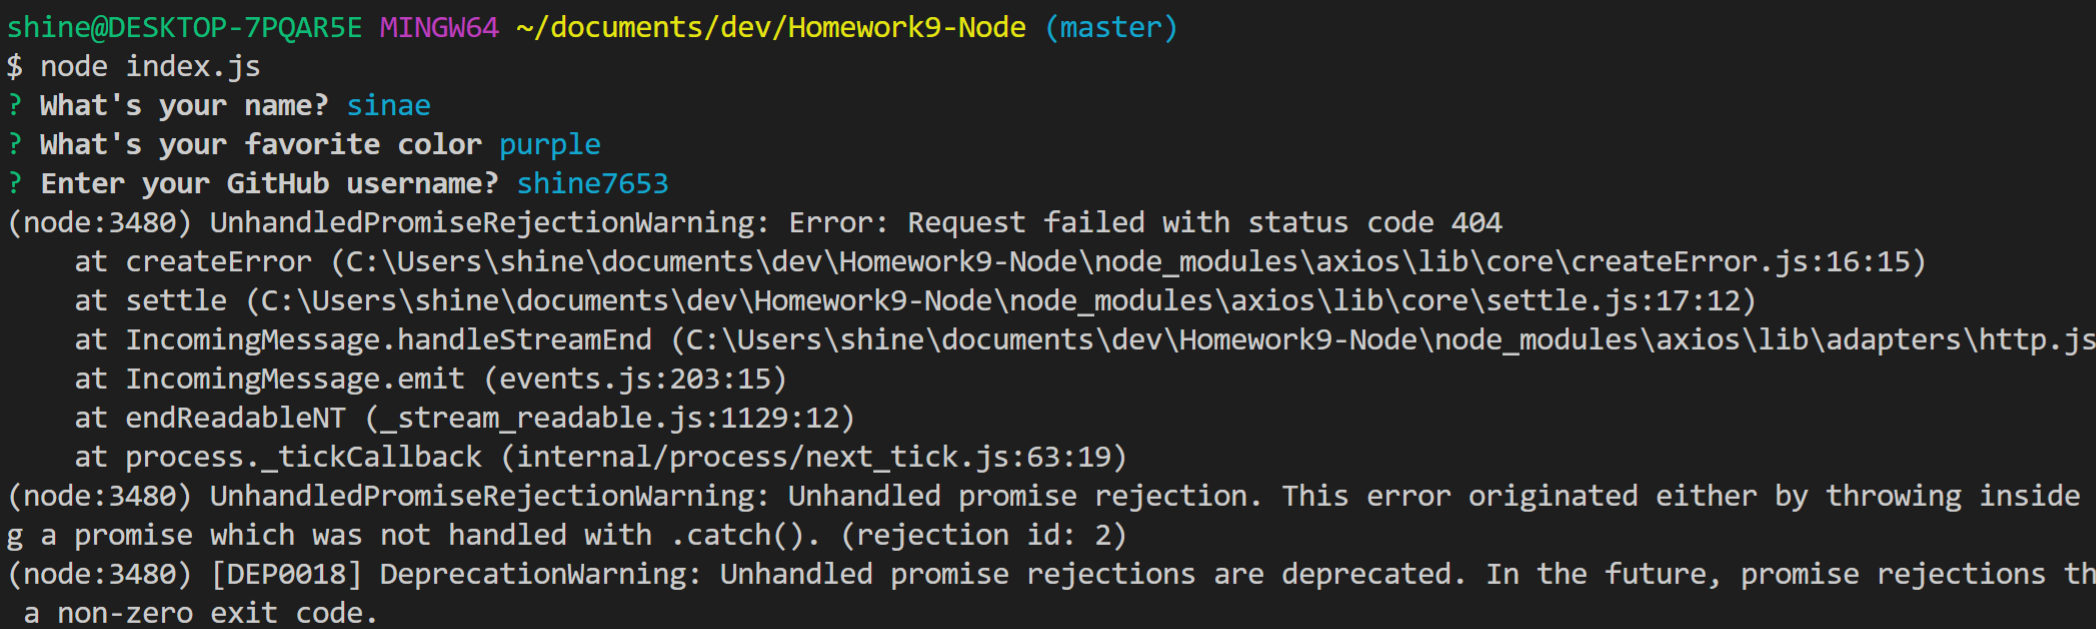 shine@DESKTOP-7PQAR5E MINGW64 ~/documents/dev/Homework9-Node (master)
$ node index.js
? What's your name? sinae
? What's your favorite color purple
? Enter your GitHub username? shine7653
(node:3480) UnhandledPromiseRejectionWarning: Error: Request failed with status code 404
    at createError (C:\Users\shine\documents\dev\Homework9-Node\node_modules\axios\lib\core\createError.js:16:15)
    at settle (C:\Users\shine\documents\dev\Homework9-Node\node_modules\axios\lib\core\settle.js:17:12)
    at IncomingMessage.handleStreamEnd (C:\Users\shine\documents\dev\Homework9-Node\node_modules\axios\lib\adapters\http.js
    at IncomingMessage.emit (events.js:203:15)
    at endReadableNT (_stream_readable.js:1129:12)
    at process._tickCallback (internal/process/next_tick.js:63:19)
(node:3480) UnhandledPromiseRejectionWarning: Unhandled promise rejection. This error originated either by throwing inside
g a promise which was not handled with .catch(). (rejection id: 2)
(node:3480) [DEP0018] DeprecationWarning: Unhandled promise rejections are deprecated. In the future, promise rejections th
 a non-zero exit code.